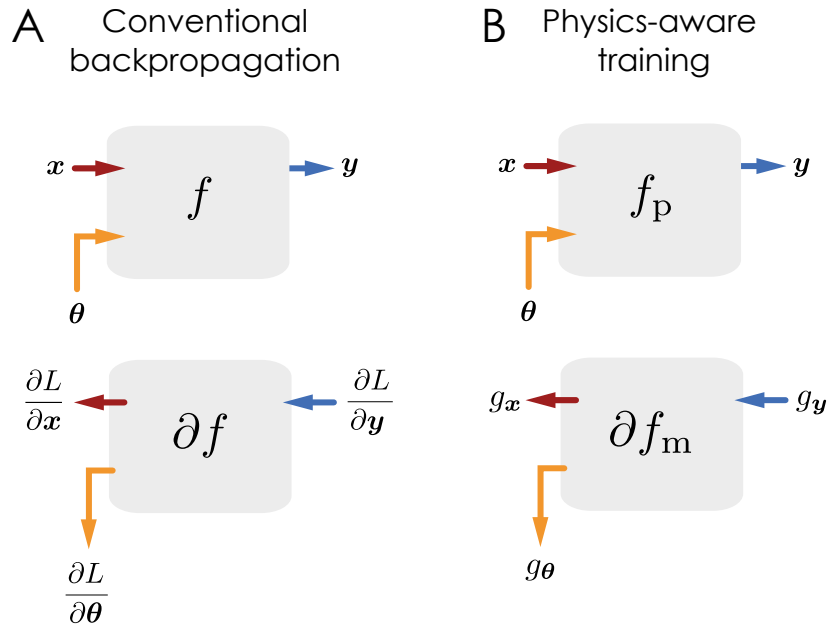 A Conventional backpropagation
x
f
y
θ
∂L/∂x
∂f
∂L/∂y
∂L/∂θ
B Physics-aware training
x
f_p
y
θ
g_x
∂f_m
g_y
g_θ